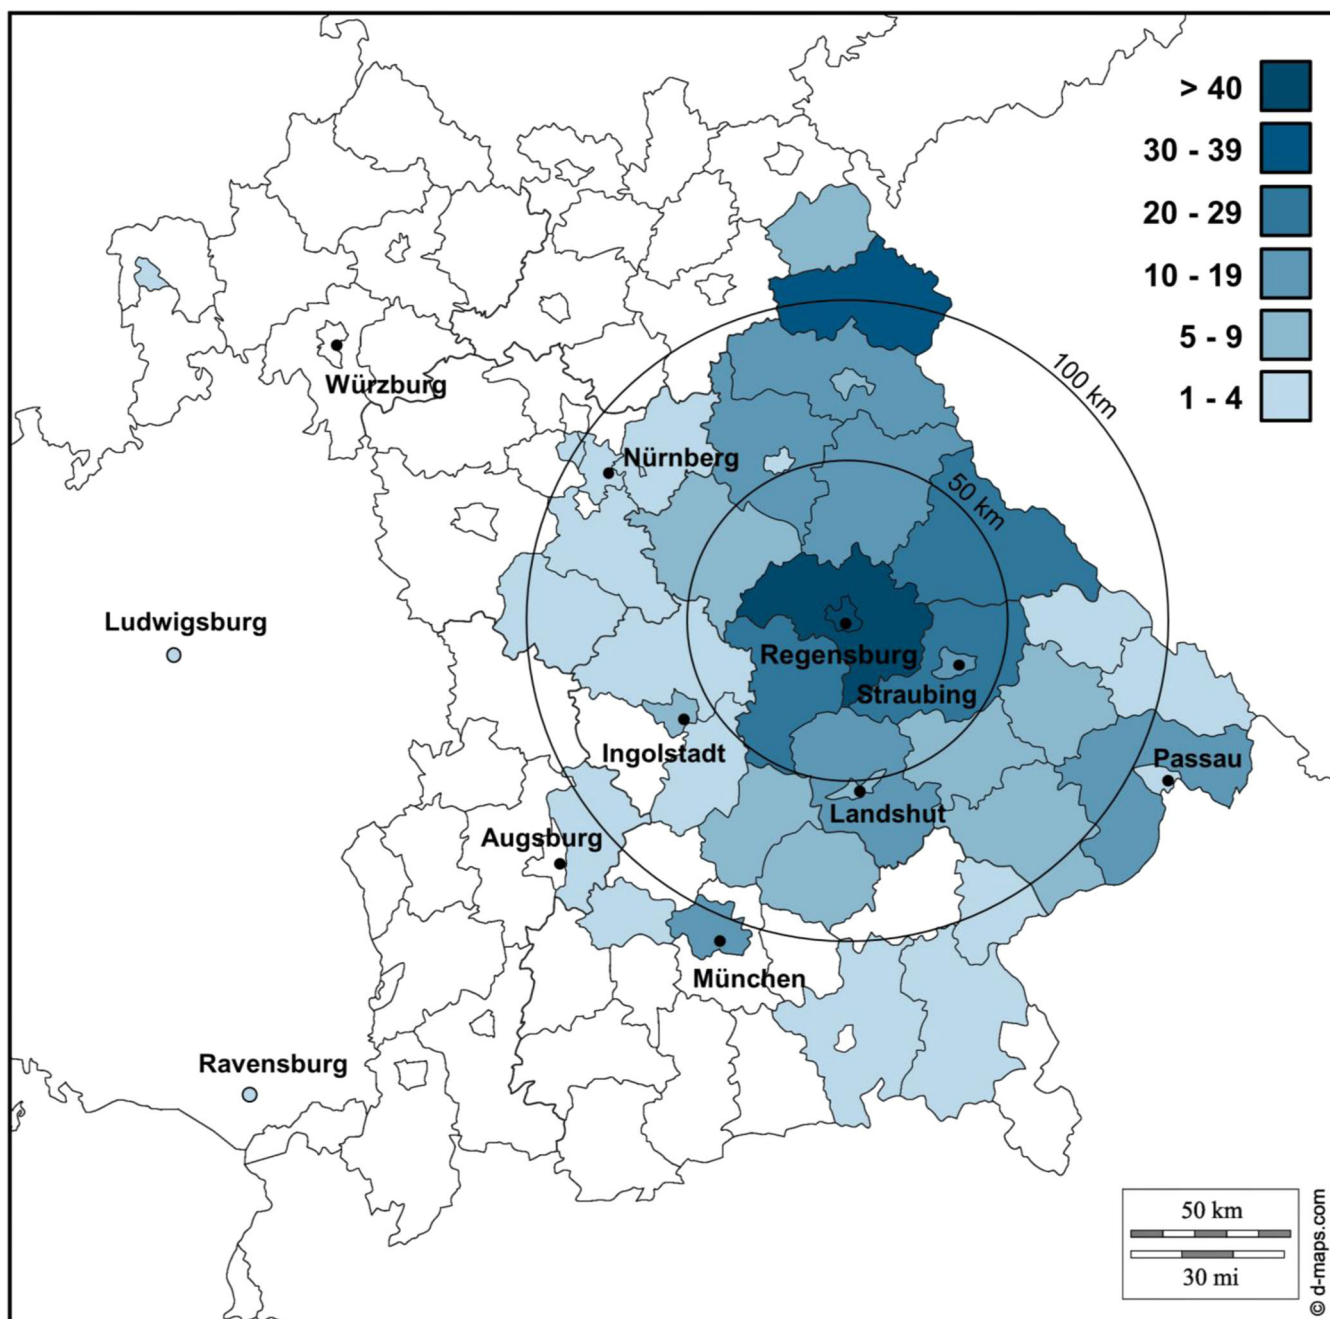 > 40
30 - 39
20 - 29
10 - 19
5 - 9
1 - 4
100 km
Würzburg
Nürnberg
50 km
Ludwigsburg
Regensburg
Straubing
Ingolstadt
Passau
Landshut
Augsburg
München
Ravensburg
50 km
30 mi
© d-maps.com